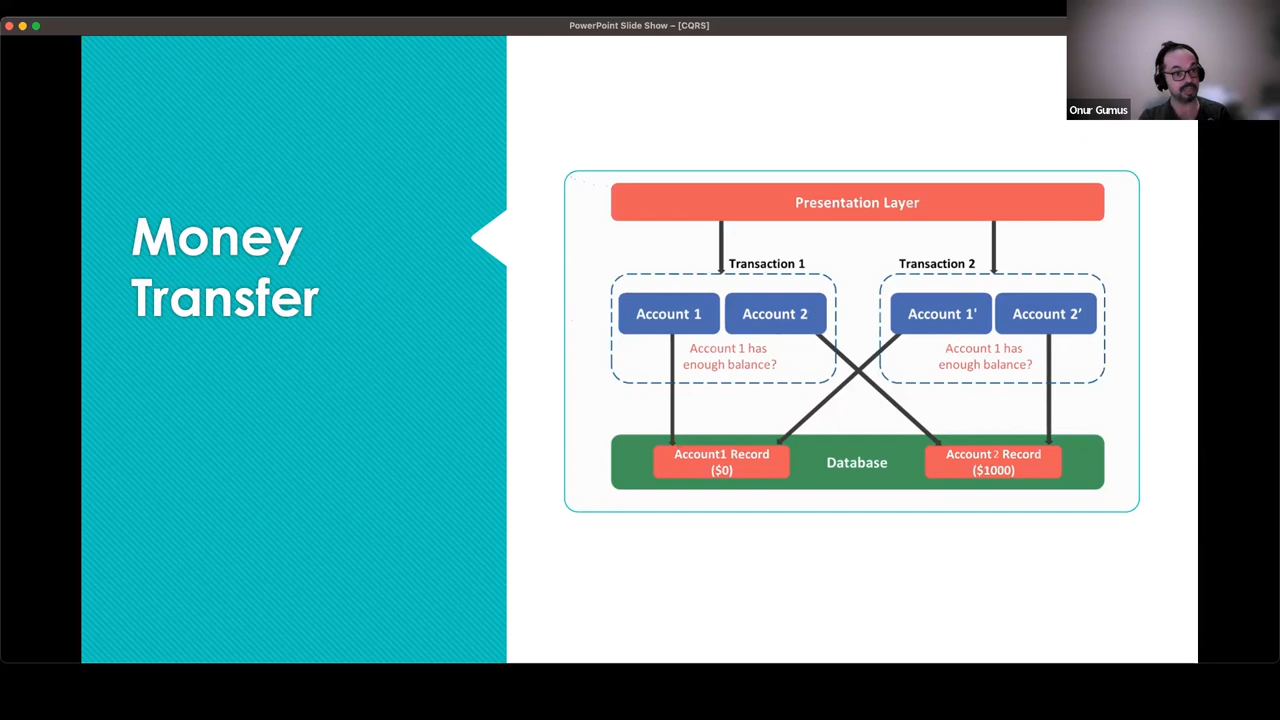 PowerPoint Slide Show – [CQRS]
Onur Gumus
Money
Transfer
Presentation Layer
Transaction 1
Transaction 2
Account 1
Account 2
Account 1'
Account 2’
Account 1 has
enough balance?
Account 1 has
enough balance?
Account1 Record
($0)
Database
Account2 Record
($1000)